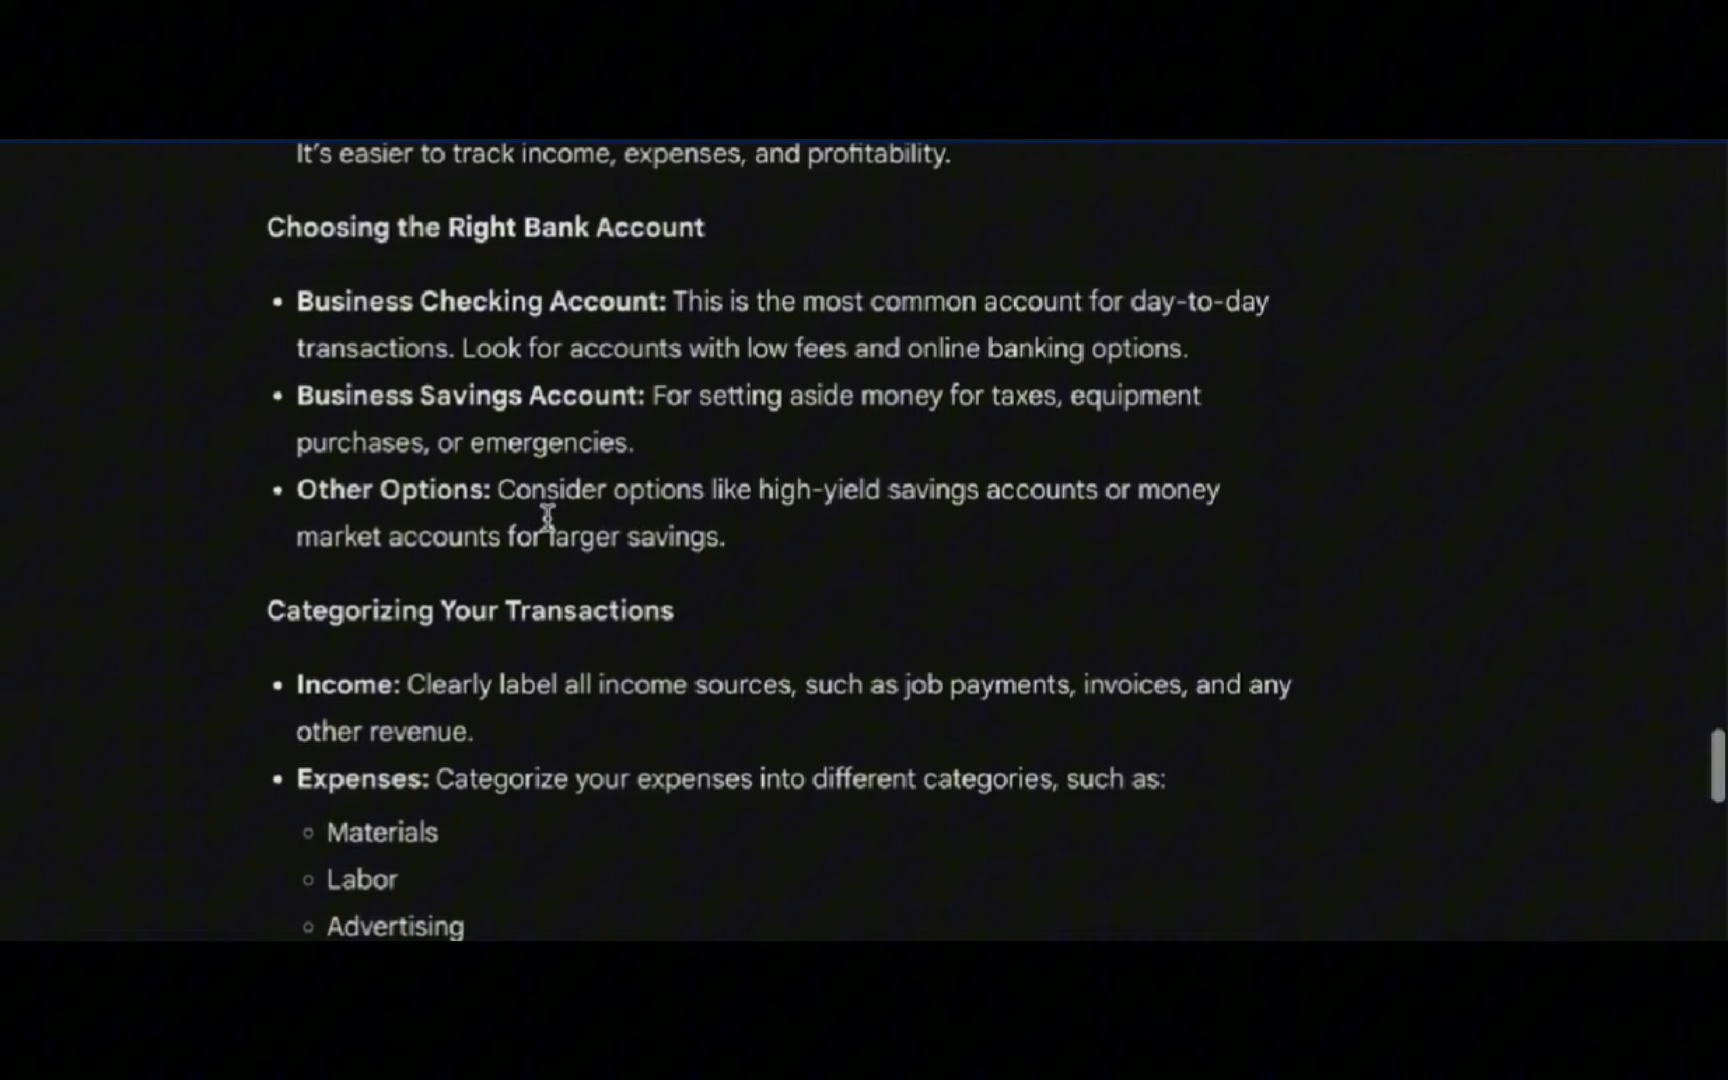 It's easier to track income, expenses, and profitability.
Choosing the Right Bank Account
• Business Checking Account: This is the most common account for day-to-day
transactions. Look for accounts with low fees and online banking options.
• Business Savings Account: For setting aside money for taxes, equipment
purchases, or emergencies.
• Other Options: Consider options like high-yield savings accounts or money
market accounts for larger savings.
Categorizing Your Transactions
• Income: Clearly label all income sources, such as job payments, invoices, and any
other revenue.
• Expenses: Categorize your expenses into different categories, such as:
◦ Materials
◦ Labor
◦ Advertising